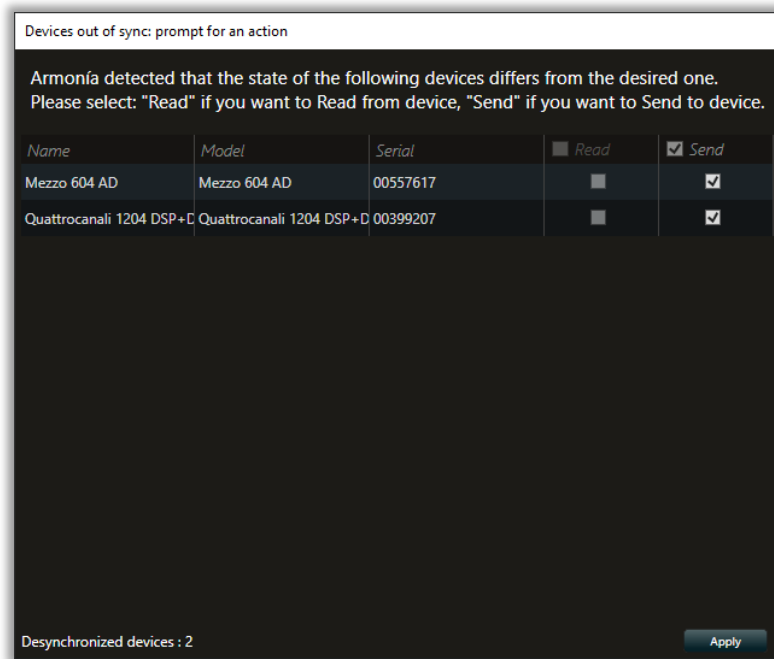 Devices out of sync: prompt for an action
Armonía detected that the state of the following devices differs from the desired one.
Please select: "Read" if you want to Read from device, "Send" if you want to Send to device.
Name Model Serial Read Send
Mezzo 604 AD Mezzo 604 AD 00557617
Quattrocanali 1204 DSP+D Quattrocanali 1204 DSP+D 00399207
Desynchronized devices : 2 Apply